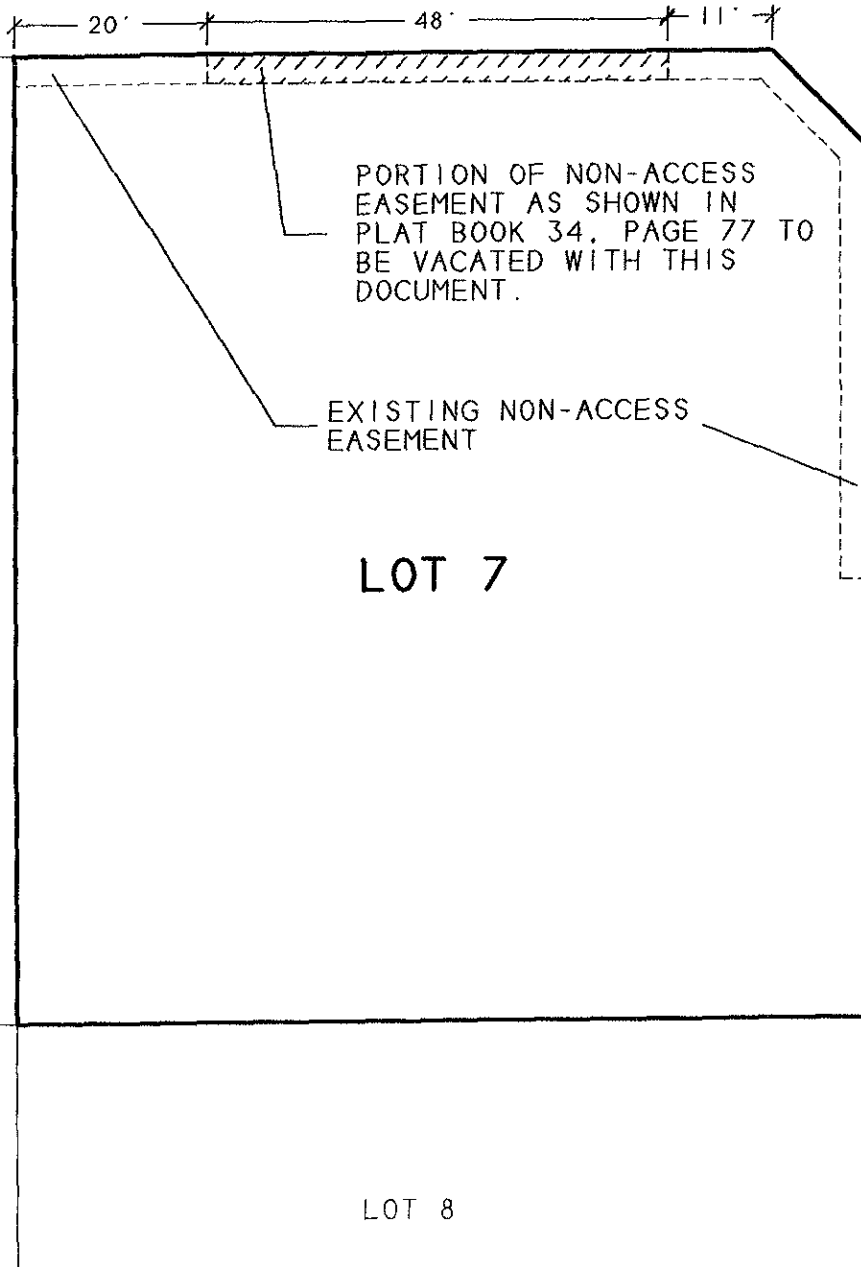 20' 48' 11'
PORTION OF NON-ACCESS
EASEMENT AS SHOWN IN
PLAT BOOK 34, PAGE 77 TO
BE VACATED WITH THIS
DOCUMENT.
EXISTING NON-ACCESS
EASEMENT
LOT 7
LOT 8